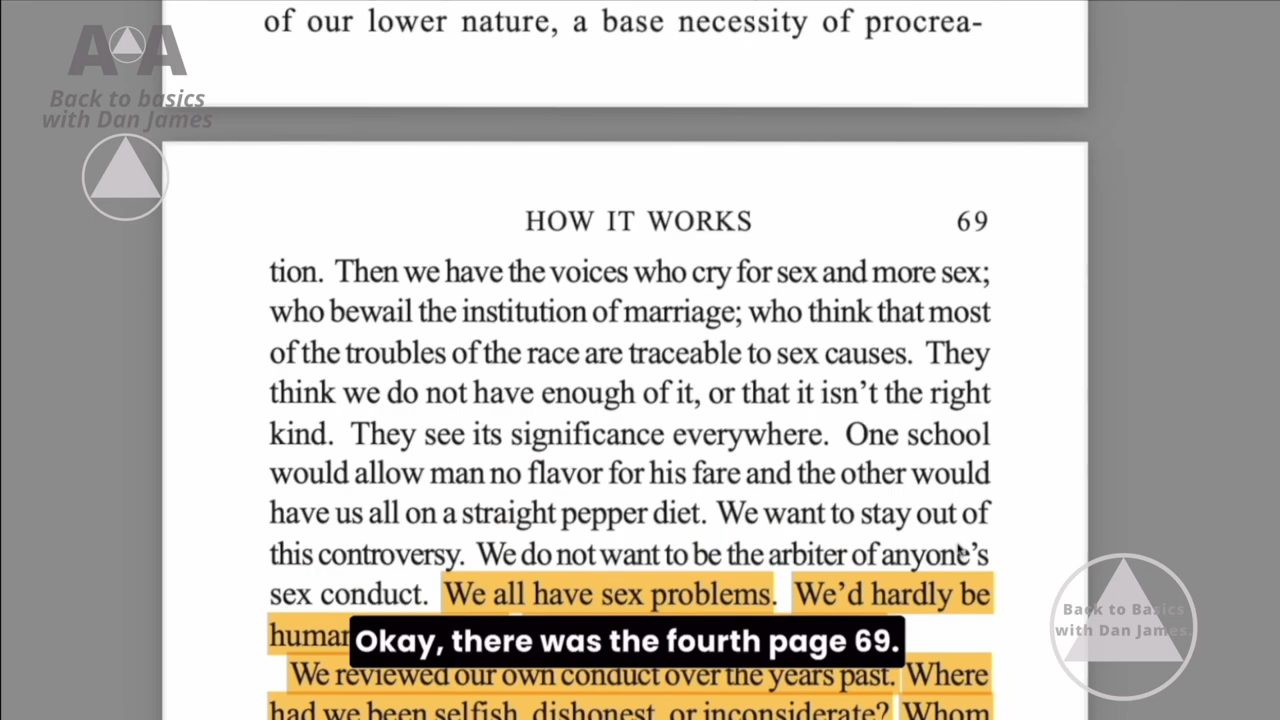 of our lower nature, a base necessity of procrea-
A A
Back to basics
with Dan James
HOW IT WORKS 69
tion. Then we have the voices who cry for sex and more sex;
who bewail the institution of marriage; who think that most
of the troubles of the race are traceable to sex causes. They
think we do not have enough of it, or that it isn't the right
kind. They see its significance everywhere. One school
would allow man no flavor for his fare and the other would
have us all on a straight pepper diet. We want to stay out of
this controversy. We do not want to be the arbiter of anyone's
sex conduct. We all have sex problems. We'd hardly be
human
Okay, there was the fourth page 69.
We reviewed our own conduct over the years past. Where
had we been selfish, dishonest, or inconsiderate? Whom
Back to Basics
with Dan James.